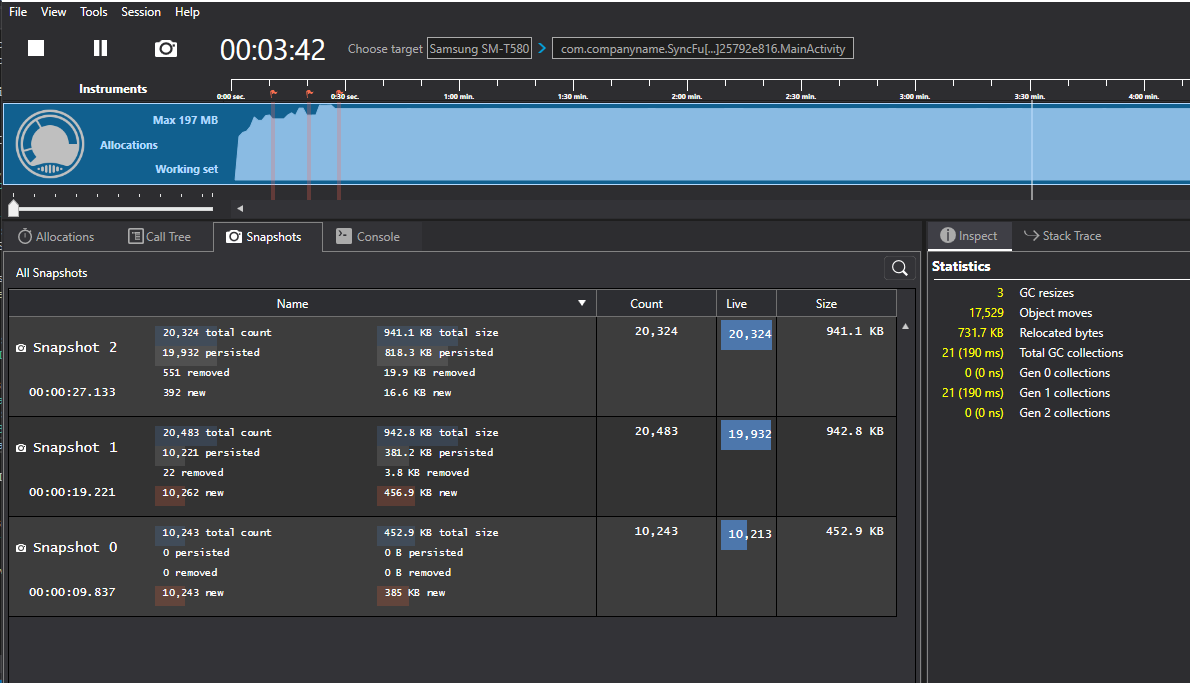 File View Tools Session Help
00:03:42 Choose target Samsung SM-T580 com.companyname.SyncFu[...]25792e816.MainActivity
Instruments
0:00 sec. 0:30 sec. 1:00 min. 1:30 min. 2:00 min. 2:30 min. 3:00 min. 3:30 min. 4:00 min.
Max 197 MB
Allocations
Working set
Allocations Call Tree Snapshots Console
All Snapshots
Name Count Live Size
Snapshot 2
00:00:27.133
20,324 total count 941.1 KB total size
19,932 persisted 818.3 KB persisted
551 removed 19.9 KB removed
392 new 16.6 KB new
20,324 20,324 941.1 KB
Snapshot 1
00:00:19.221
20,483 total count 942.8 KB total size
10,221 persisted 381.2 KB persisted
22 removed 3.8 KB removed
10,262 new 456.9 KB new
20,483 19,932 942.8 KB
Snapshot 0
00:00:09.837
10,243 total count 452.9 KB total size
0 persisted 0 B persisted
0 removed 0 B removed
10,243 new 385 KB new
10,243 10,213 452.9 KB
Inspect Stack Trace
Statistics
3 GC resizes
17,529 Object moves
731.7 KB Relocated bytes
21 (190 ms) Total GC collections
0 (0 ns) Gen 0 collections
21 (190 ms) Gen 1 collections
0 (0 ns) Gen 2 collections